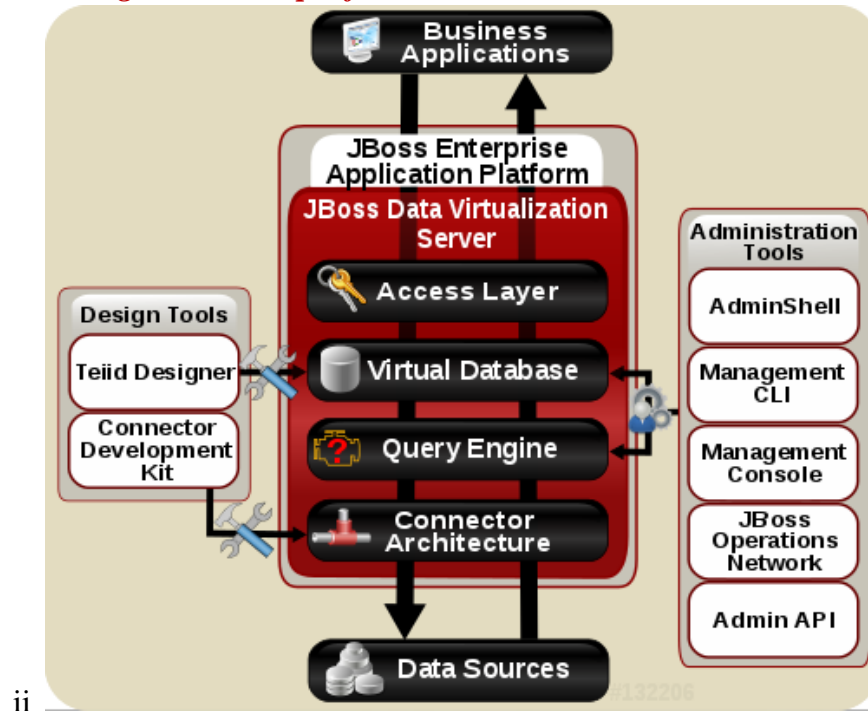 Business
Applications
JBoss Enterprise
Application Platform
JBoss Data Virtualization
Server
Access Layer
Virtual Database
Query Engine
Connector
Architecture
Data Sources
Design Tools
Teiid Designer
Connector
Development
Kit
Administration
Tools
AdminShell
Management
CLI
Management
Console
JBoss
Operations
Network
Admin API
?
#132206
ii